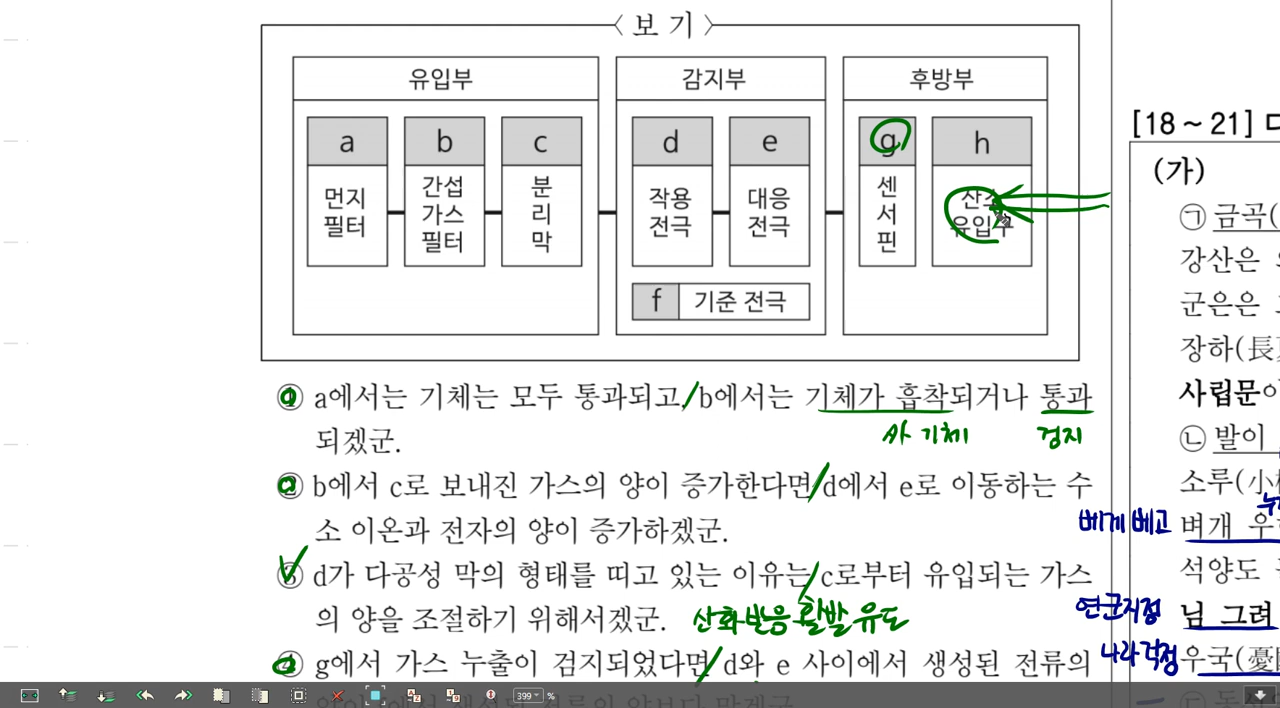 〈보 기〉
유입부
감지부
후방부
a
b
c
d
e
g
h
먼지
필터
간섭
가스
필터
분
리
막
작용
전극
대응
전극
센
서
핀
산소
유입부
f 기준 전극
① a에서는 기체는 모두 통과되고, b에서는 기체가 흡착되거나 통과
되겠군.
사 기체
검지
② b에서 c로 보내진 가스의 양이 증가한다면 d에서 e로 이동하는 수
소 이온과 전자의 양이 증가하겠군.
③ d가 다공성 막의 형태를 띠고 있는 이유는 c로부터 유입되는 가스
의 양을 조절하기 위해서겠군.
산화 반응 활발 유도
④ g에서 가스 누출이 검지되었다면 d와 e 사이에서 생성된 전류의
[18 ~ 21] 다
(가)
㉠ 금곡(
강산은
군은은
장하(長
사립문
㉡ 발이
소루(小
베게 베고
벼개
석양도
연군지정
님 그려
나라 걱정
우국(憂
399 %